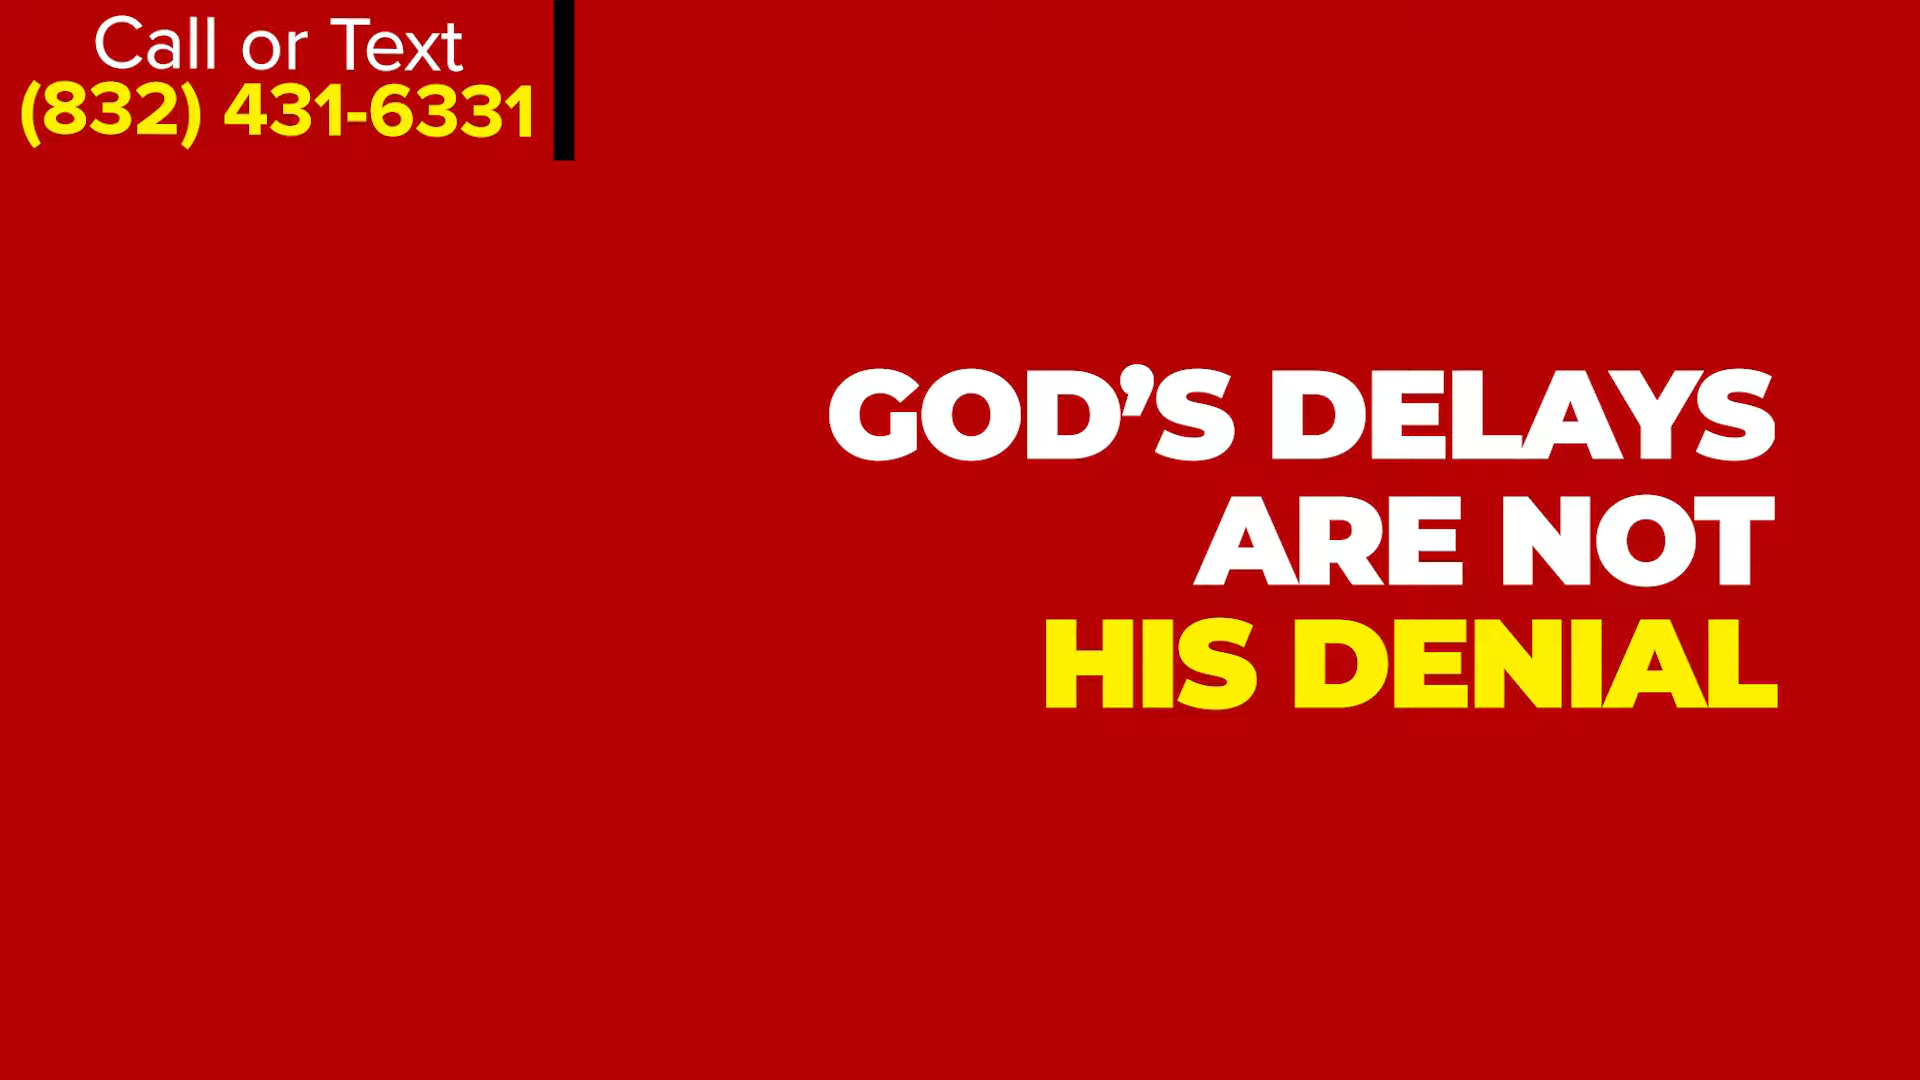 Call or Text
(832) 431-6331
GOD’S DELAYS
ARE NOT
HIS DENIAL